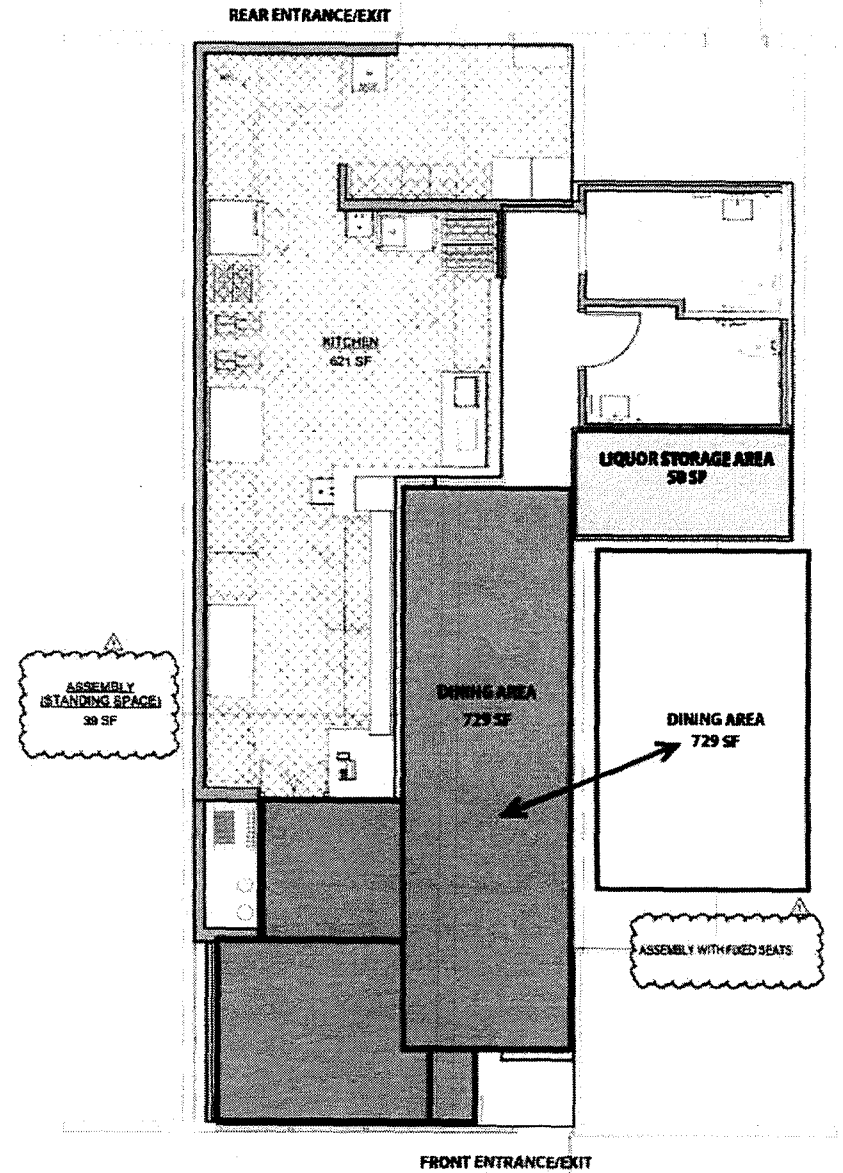 REAR ENTRANCE/EXIT
KITCHEN
621 SF
LIQUOR STORAGE AREA
58 SF
ASSEMBLY
(STANDING SPACE)
39 SF
DINING AREA
729 SF
DINING AREA
729 SF
ASSEMBLY WITH FIXED SEATS
FRONT ENTRANCE/EXIT